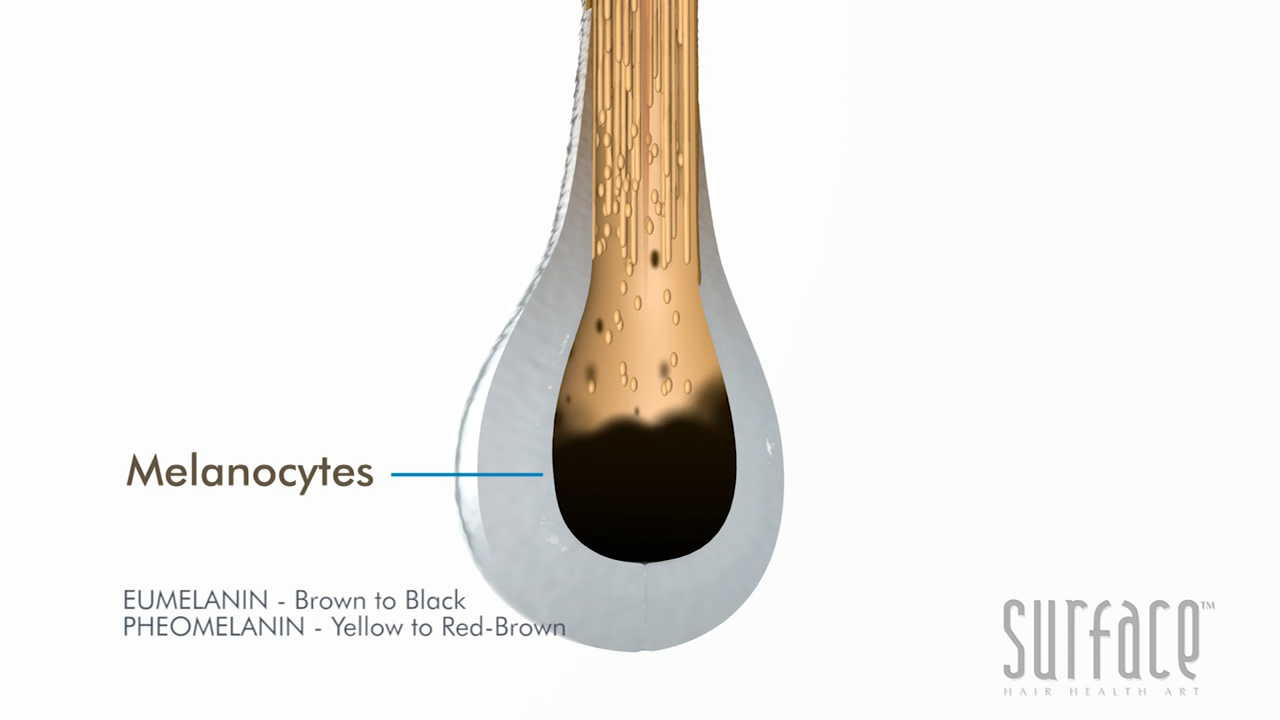 Melanocytes
EUMELANIN - Brown to Black
PHEOMELANIN - Yellow to Red-Brown
surface™
HAIR HEALTH ART